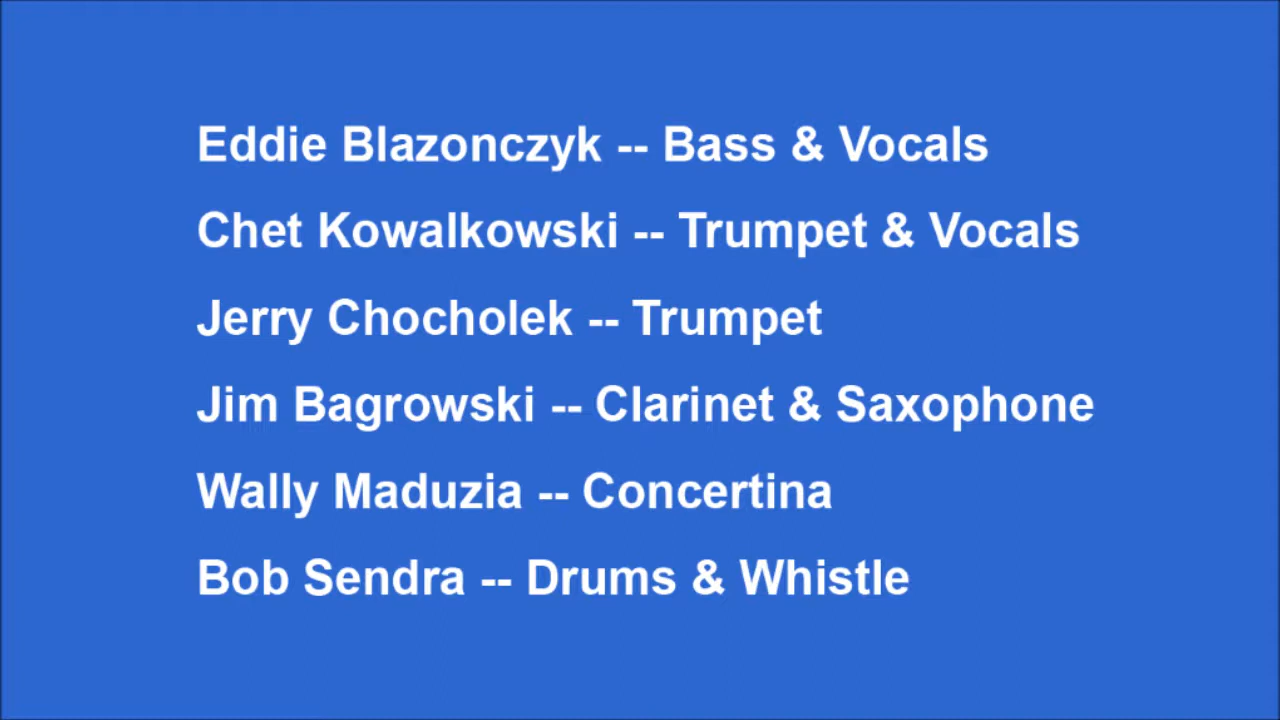 Eddie Blazonczyk -- Bass & Vocals
Chet Kowalkowski -- Trumpet & Vocals
Jerry Chocholek -- Trumpet
Jim Bagrowski -- Clarinet & Saxophone
Wally Maduzia -- Concertina
Bob Sendra -- Drums & Whistle